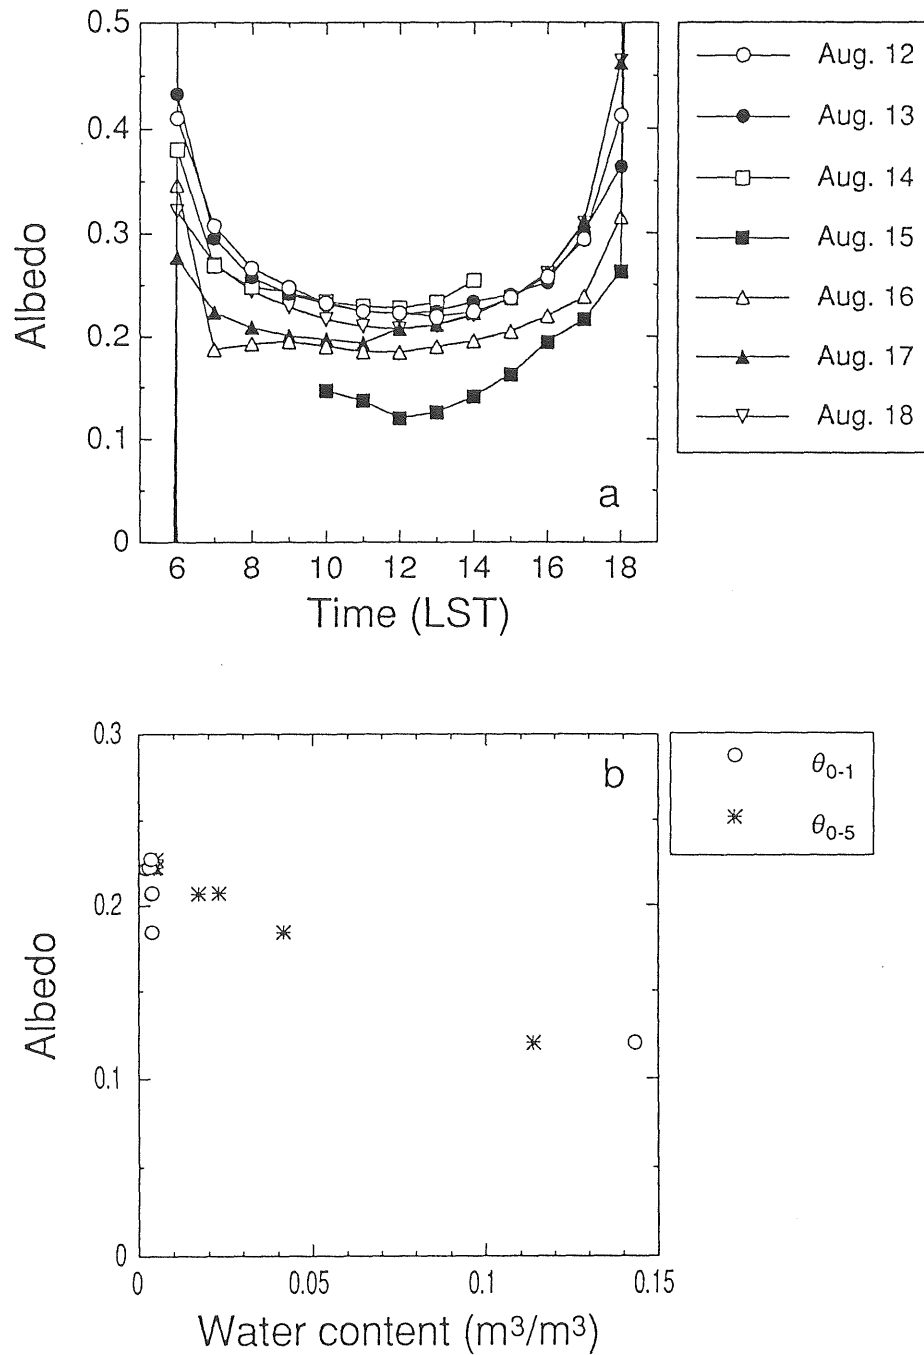 0.5
0.4
0.3
0.2
0.1
0
Albedo
6 8 10 12 14 16 18
Time (LST)
a
Aug. 12
Aug. 13
Aug. 14
Aug. 15
Aug. 16
Aug. 17
Aug. 18
0.3
0.2
0.1
0
Albedo
0 0.05 0.1 0.15
Water content (m³/m³)
b
θ₀₋₁
θ₀₋₅